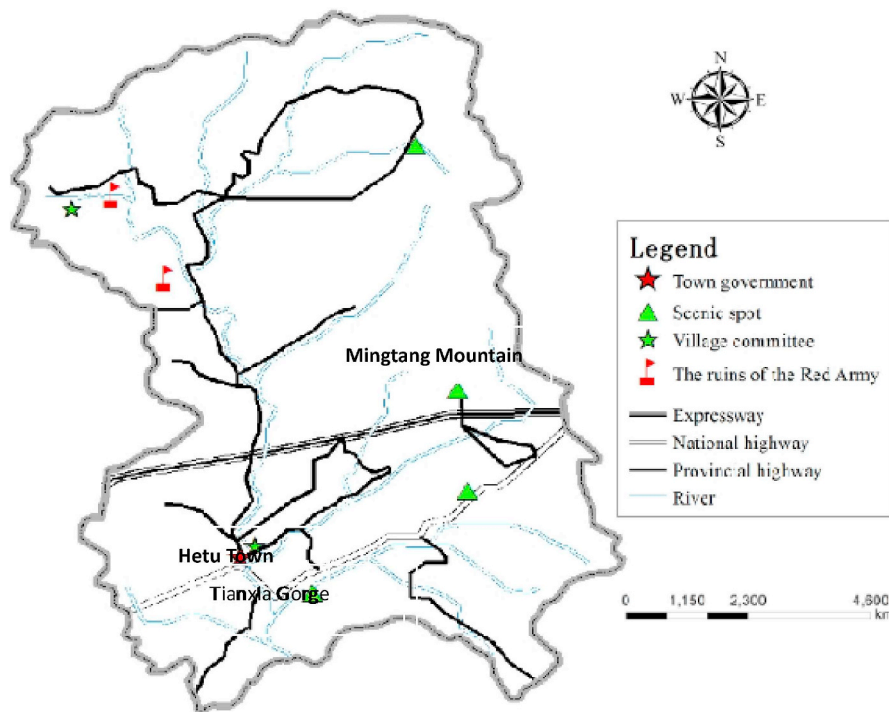 N
W
E
S
Legend
Town government
Scenic spot
Village committee
The ruins of the Red Army
Expressway
National highway
Provincial highway
River
Mingtang Mountain
Hetu Town
Tianxia Gorge
0 1,150 2,300 4,600
km